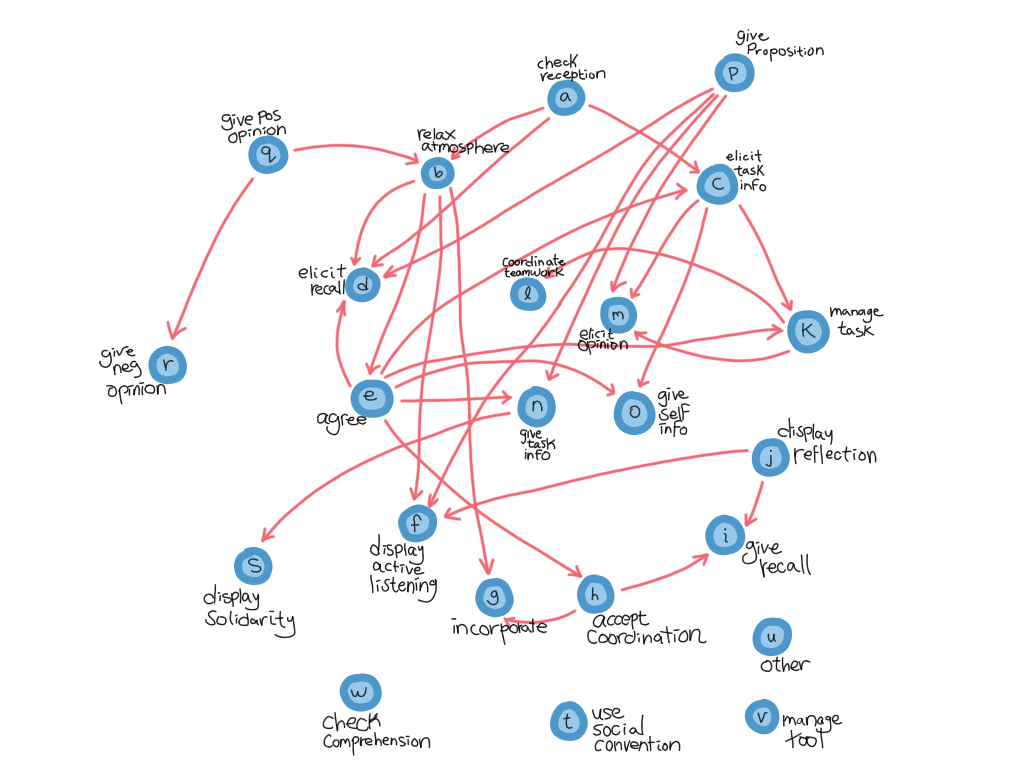 give
Proposition
P
check
reception
a
give pos
opinion
q
relax
atmosphere
b
elicit
task
info
C
elicit
recall
d
coordinate
teamwork
l
m
elicit
opinion
manage
task
K
give
neg
opinion
r
e
agree
n
give
task
info
o
give
self
info
display
reflection
j
f
display
active
listening
i
give
recall
S
display
Solidarity
g
incorporate
h
accept
Coordination
u
other
w
check
Comprehension
t
use
social
convention
v
manage
tool